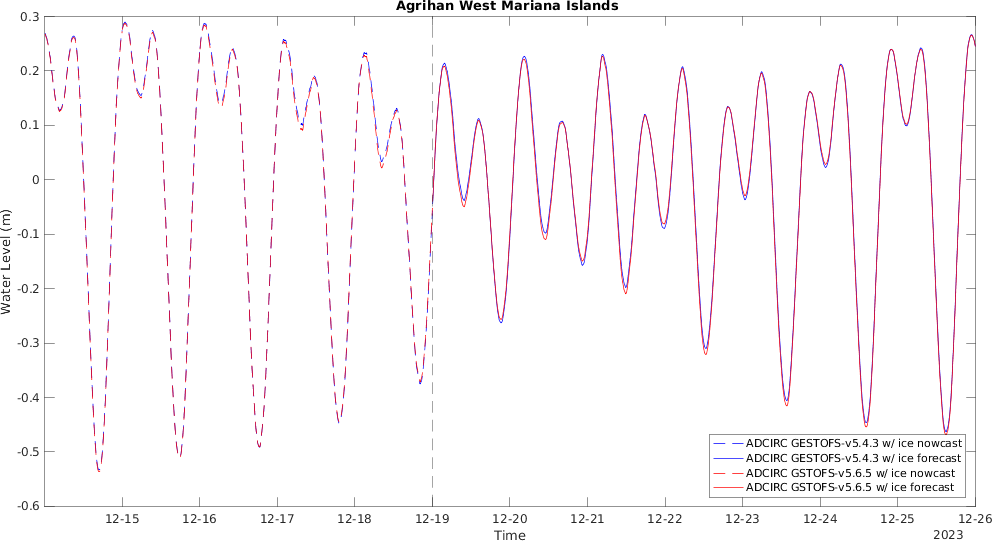 Agrihan West Mariana Islands
0.3
0.2
0.1
0
-0.1
-0.2
-0.3
-0.4
-0.5
-0.6
Water Level (m)
ADCIRC GESTOFS-v5.4.3 w/ ice nowcast
ADCIRC GESTOFS-v5.4.3 w/ ice forecast
ADCIRC GSTOFS-v5.6.5 w/ ice nowcast
ADCIRC GSTOFS-v5.6.5 w/ ice forecast
12-15 12-16 12-17 12-18 12-19 12-20 12-21 12-22 12-23 12-24 12-25 12-26
Time
2023